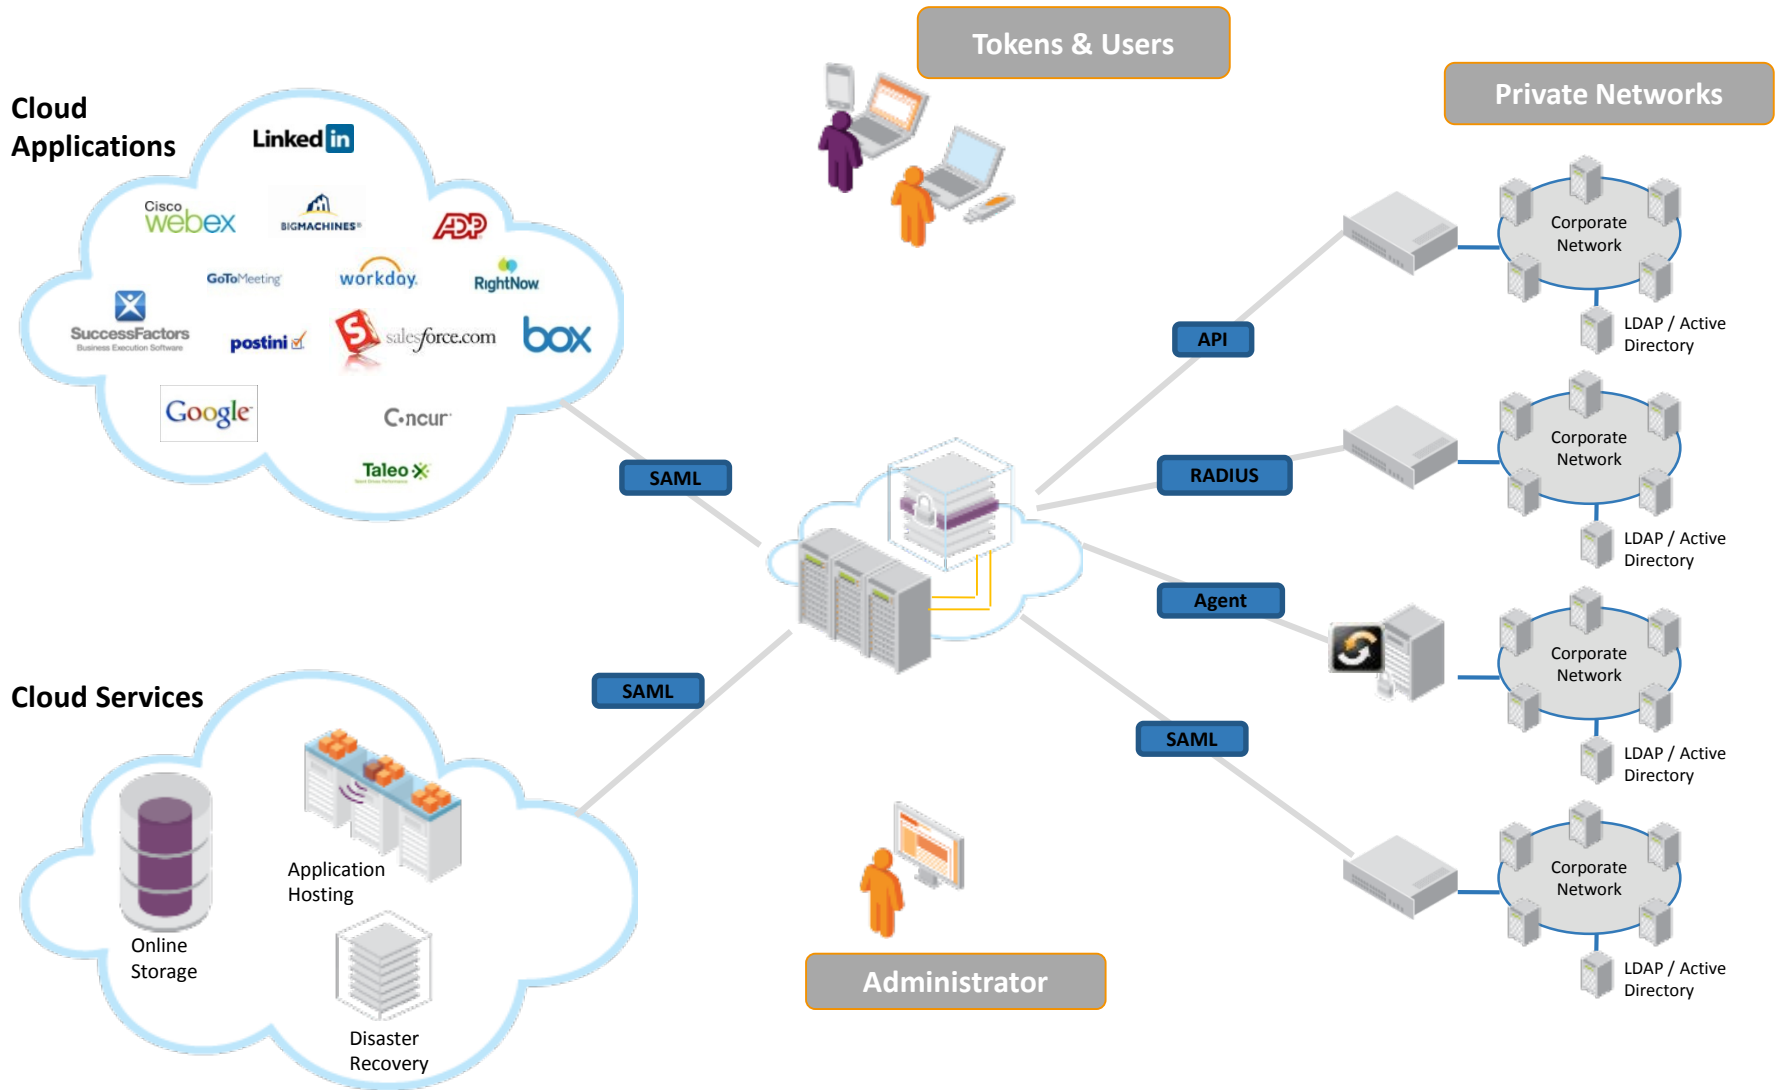 Tokens & Users
Private Networks
Cloud
Applications
Linked in
Cisco
webex
BIGMACHINES®
ADP
GoToMeeting
workday.
RightNow
SuccessFactors
Business Execution Software
postini
S
salesforce.com
box
Google™
C•ncur
Taleo
SAML
SAML
API
RADIUS
Agent
SAML
Corporate
Network
LDAP / Active
Directory
Corporate
Network
LDAP / Active
Directory
Corporate
Network
LDAP / Active
Directory
Corporate
Network
LDAP / Active
Directory
Cloud Services
Application
Hosting
Online
Storage
Disaster
Recovery
Administrator